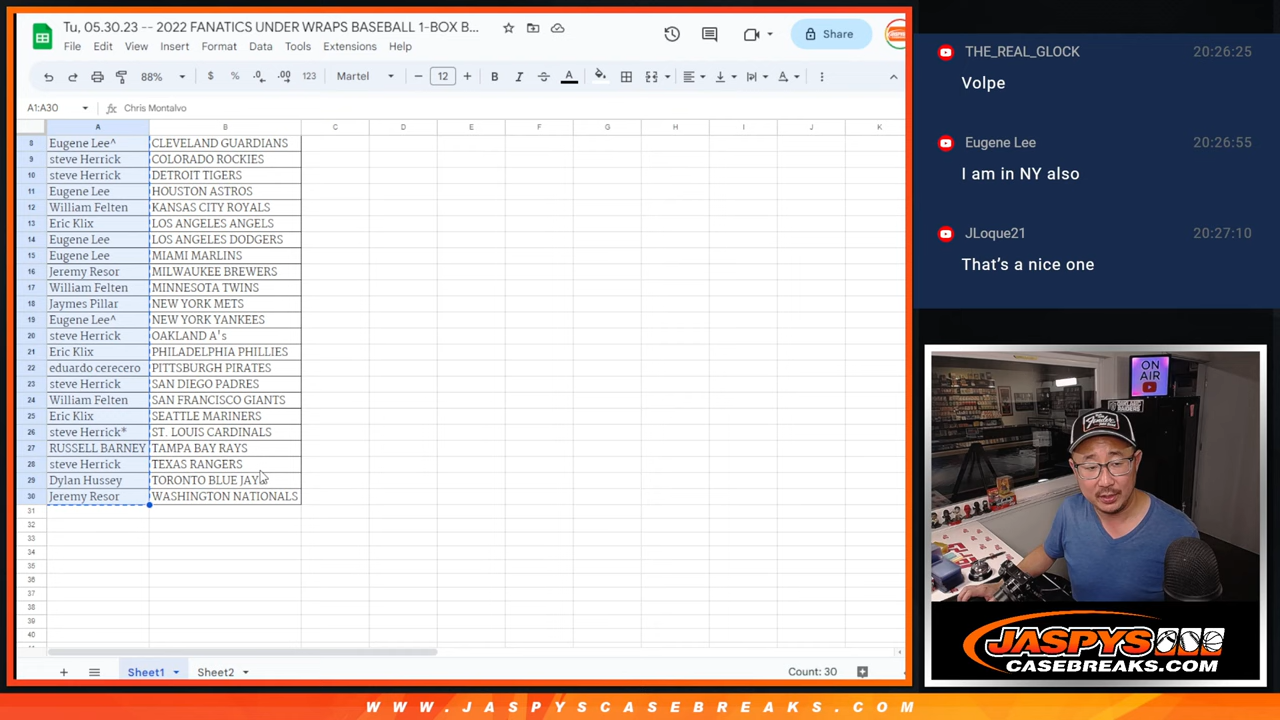 Tu, 05.30.23 -- 2022 FANATICS UNDER WRAPS BASEBALL 1-BOX B...
File Edit View Insert Format Data Tools Extensions Help
Share
88% $ % .0 .00 123 Martel 12 B I A
A1:A30 Chris Montalvo
A B C D E F G H I J K
8 Eugene Lee^ CLEVELAND GUARDIANS
9 steve Herrick COLORADO ROCKIES
10 steve Herrick DETROIT TIGERS
11 Eugene Lee HOUSTON ASTROS
12 William Felten KANSAS CITY ROYALS
13 Eric Klix LOS ANGELES ANGELS
14 Eugene Lee LOS ANGELES DODGERS
15 Eugene Lee MIAMI MARLINS
16 Jeremy Resor MILWAUKEE BREWERS
17 William Felten MINNESOTA TWINS
18 Jaymes Pillar NEW YORK METS
19 Eugene Lee^ NEW YORK YANKEES
20 steve Herrick OAKLAND A's
21 Eric Klix PHILADELPHIA PHILLIES
22 eduardo cerecero PITTSBURGH PIRATES
23 steve Herrick SAN DIEGO PADRES
24 William Felten SAN FRANCISCO GIANTS
25 Eric Klix SEATTLE MARINERS
26 steve Herrick* ST. LOUIS CARDINALS
27 RUSSELL BARNEY TAMPA BAY RAYS
28 steve Herrick TEXAS RANGERS
29 Dylan Hussey TORONTO BLUE JAYS
30 Jeremy Resor WASHINGTON NATIONALS
31
32
33
34
35
36
37
38
39
40
Sheet1 Sheet2 Count: 30
THE_REAL_GLOCK 20:26:25
Volpe
Eugene Lee 20:26:55
I am in NY also
JLoque21 20:27:10
That's a nice one
ON AIR
Fender
JASPYS
CASEBREAKS.COM
WWW.JASPYSCASEBREAKS.COM